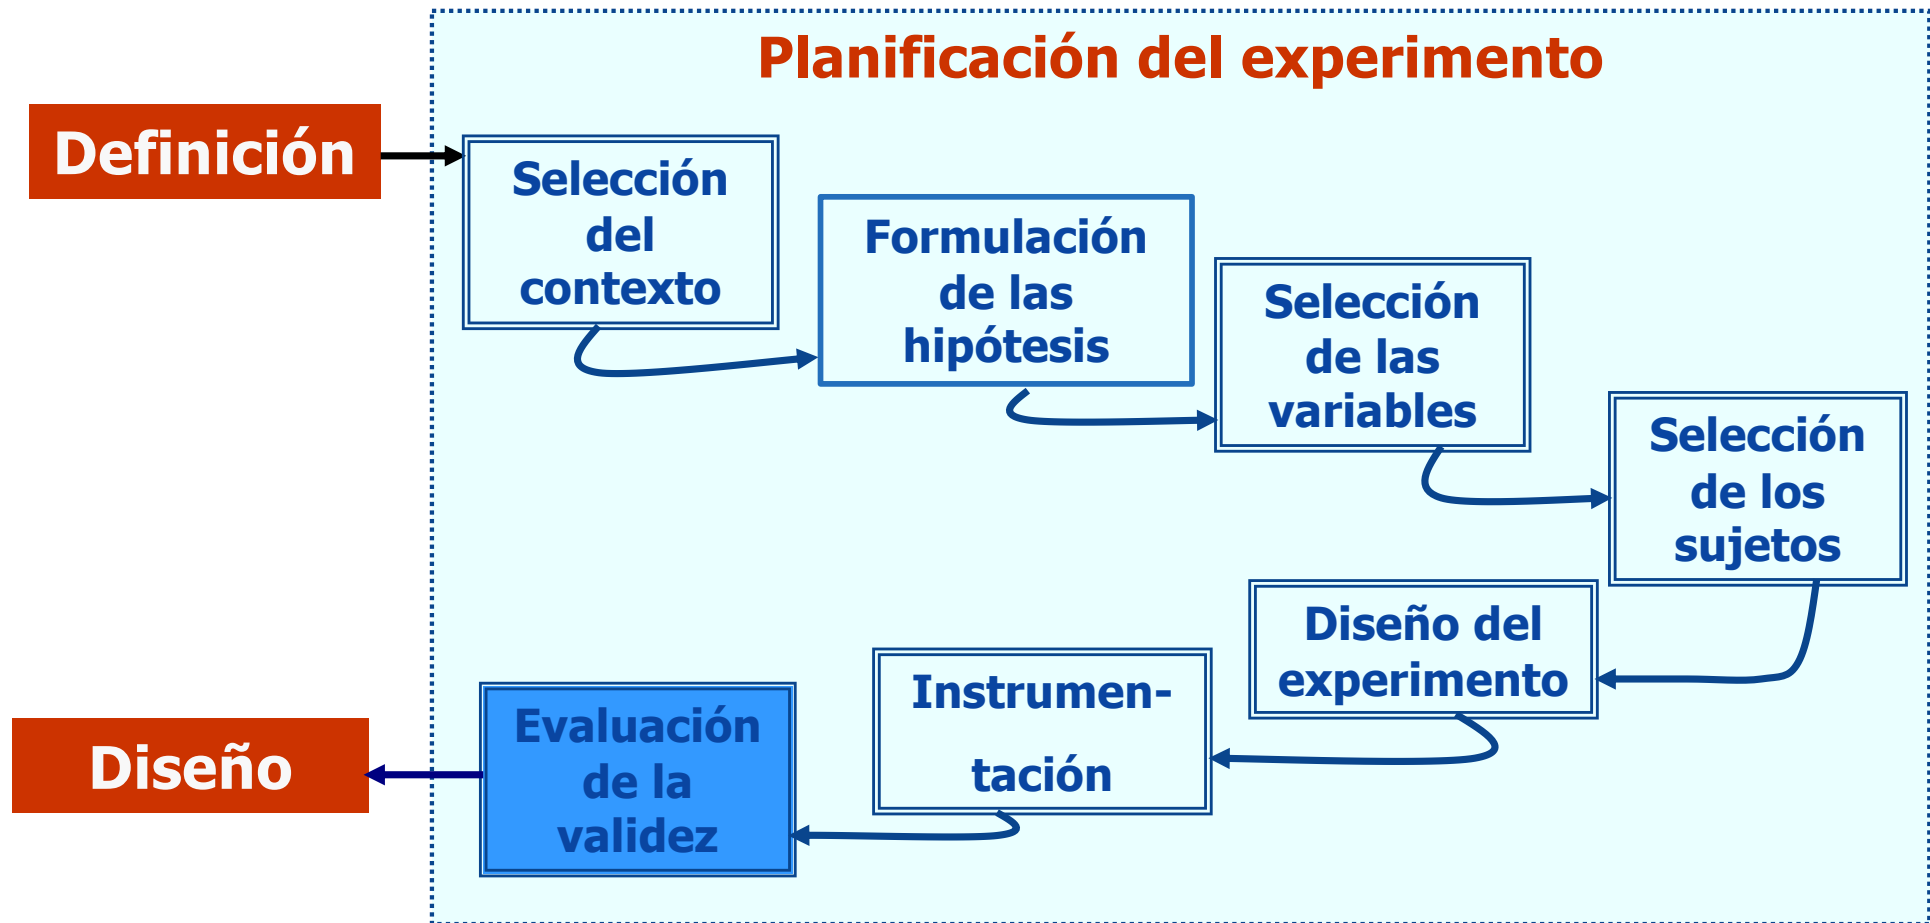 Planificación del experimento
Definición
Selección
del
contexto
Formulación
de las
hipótesis
Selección
de las
variables
Selección
de los
sujetos
Diseño del
experimento
Instrumen-
tación
Evaluación
de la
validez
Diseño